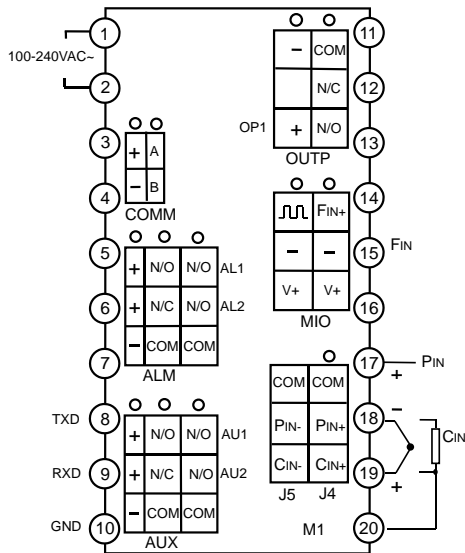 1
100-240VAC~
2
3
+ A
4
− B
COMM
5
+ N/O N/O AL1
6
+ N/C N/O AL2
7
− COM COM
ALM
TXD 8
+ N/O N/O AU1
RXD 9
+ N/C N/O AU2
GND 10
− COM COM
AUX
− COM 11
N/C 12
OP1 + N/O 13
OUTP
FIN+ 14
− − 15 FIN
V+ V+ 16
MIO
17 PIN
+
COM COM
18 −
PIN- PIN+
CIN
CIN- CIN+
19 +
J5 J4
M1 20